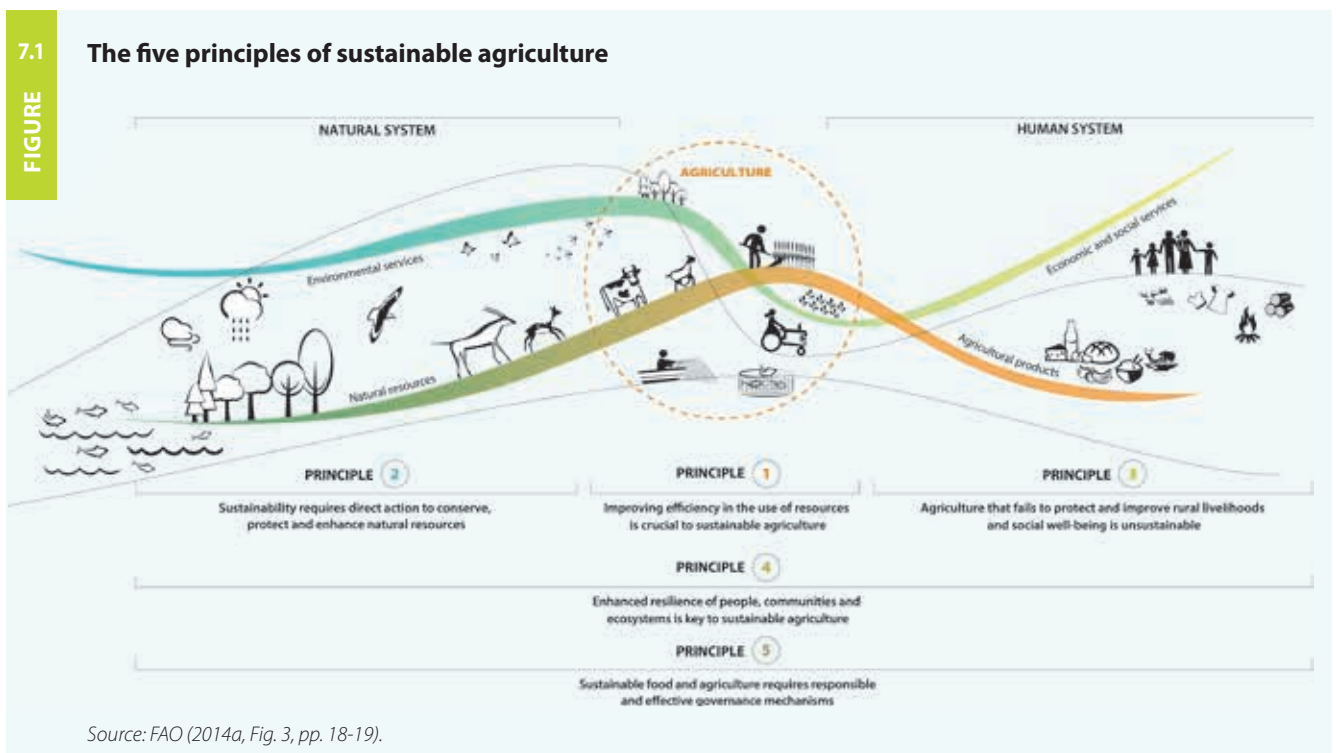 7.1
FIGURE
The five principles of sustainable agriculture
NATURAL SYSTEM
HUMAN SYSTEM
AGRICULTURE
Environmental services
Economic and social services
Natural resources
Agricultural products
PRINCIPLE 2
Sustainability requires direct action to conserve,
protect and enhance natural resources
PRINCIPLE 1
Improving efficiency in the use of resources
is crucial to sustainable agriculture
PRINCIPLE 3
Agriculture that fails to protect and improve rural livelihoods
and social well-being is unsustainable
PRINCIPLE 4
Enhanced resilience of people, communities and
ecosystems is key to sustainable agriculture
PRINCIPLE 5
Sustainable food and agriculture requires responsible
and effective governance mechanisms
Source: FAO (2014a, Fig. 3, pp. 18-19).